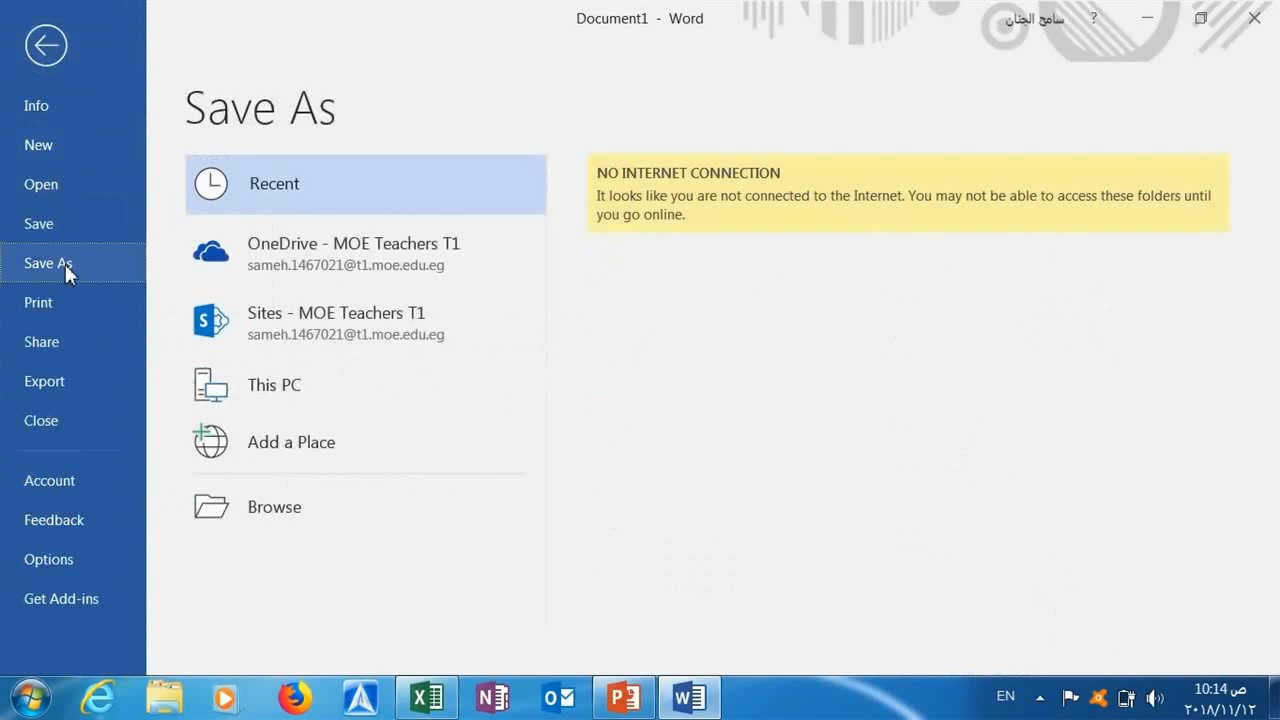 Document1 - Word
سامح الجنان
?
Info
New
Open
Save
Save As
Print
Share
Export
Close
Account
Feedback
Options
Get Add-ins
Save As
Recent
OneDrive - MOE Teachers T1
sameh.1467021@t1.moe.edu.eg
Sites - MOE Teachers T1
sameh.1467021@t1.moe.edu.eg
This PC
Add a Place
Browse
NO INTERNET CONNECTION
It looks like you are not connected to the Internet. You may not be able to access these folders until
you go online.
EN
10:14 ص
٢٠١٨/١١/١٢